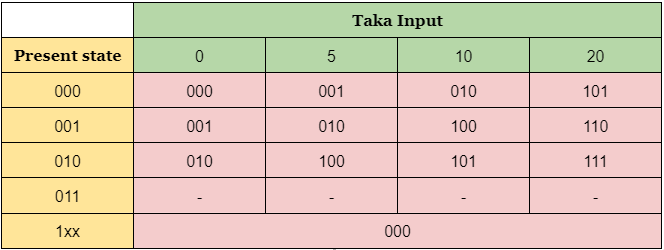 Taka Input
Present state 0 5 10 20
000 000 001 010 101
001 001 010 100 110
010 010 100 101 111
011 - - - -
1xx 000